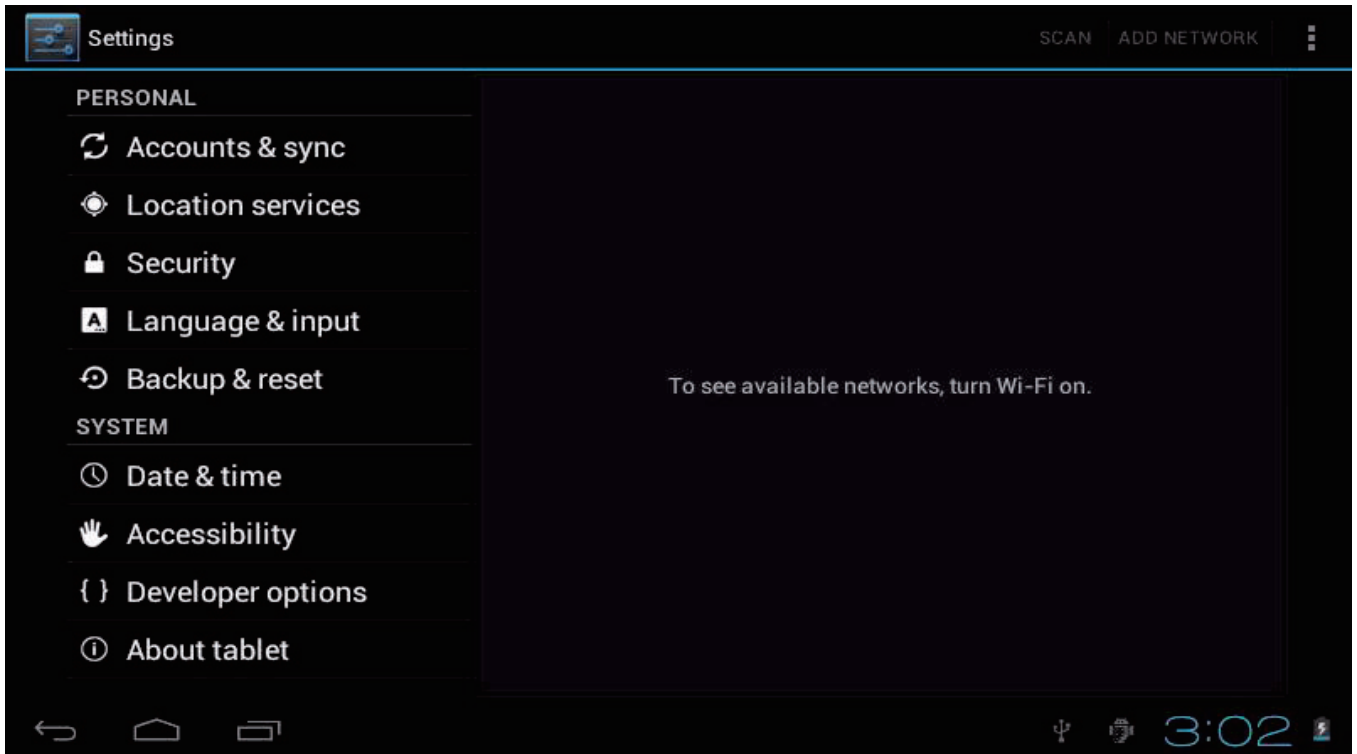 Settings
SCAN
ADD NETWORK
PERSONAL
Accounts & sync
Location services
Security
Language & input
Backup & reset
SYSTEM
Date & time
Accessibility
Developer options
About tablet
To see available networks, turn Wi-Fi on.
3:02